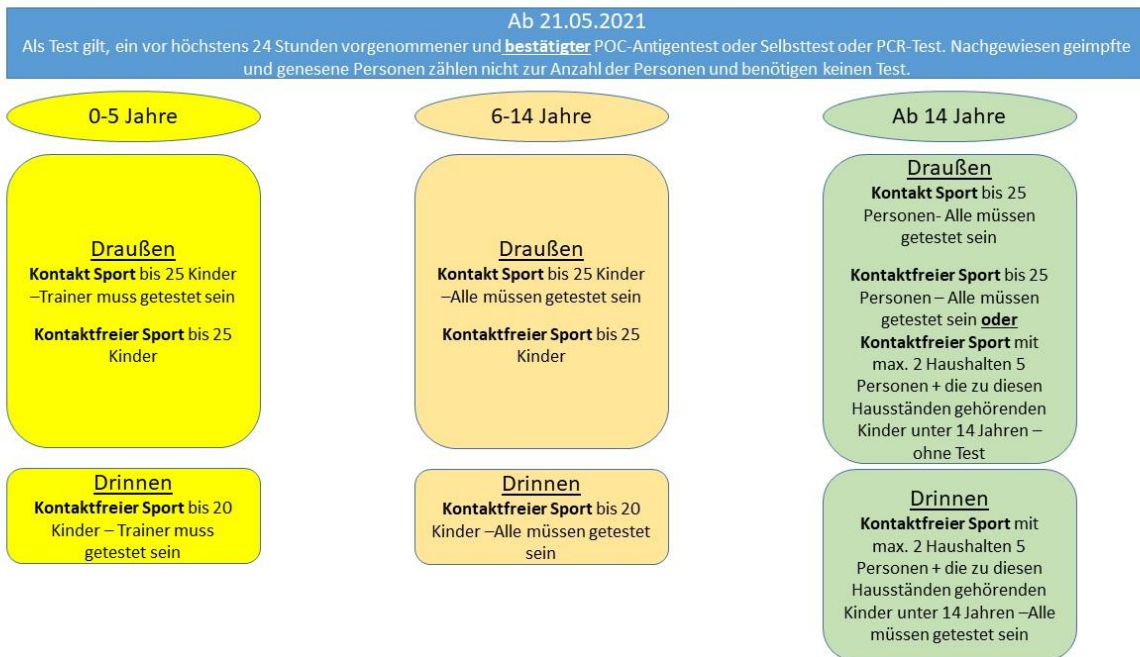 Ab 21.05.2021
Als Test gilt, ein vor höchstens 24 Stunden vorgenommener und bestätigter POC-Antigentest oder Selbsttest oder PCR-Test. Nachgewiesen geimpfte
und genesene Personen zählen nicht zur Anzahl der Personen und benötigen keinen Test.
0-5 Jahre
Draußen
Kontakt Sport bis 25 Kinder
–Trainer muss getestet sein
Kontaktfreier Sport bis 25
Kinder
Drinnen
Kontaktfreier Sport bis 20
Kinder – Trainer muss
getestet sein
6-14 Jahre
Draußen
Kontakt Sport bis 25 Kinder
–Alle müssen getestet sein
Kontaktfreier Sport bis 25
Kinder
Drinnen
Kontaktfreier Sport bis 20
Kinder –Alle müssen getestet
sein
Ab 14 Jahre
Draußen
Kontakt Sport bis 25
Personen- Alle müssen
getestet sein
Kontaktfreier Sport bis 25
Personen – Alle müssen
getestet sein oder
Kontaktfreier Sport mit
max. 2 Haushalten 5
Personen + die zu diesen
Hausständen gehörenden
Kinder unter 14 Jahren –
ohne Test
Drinnen
Kontaktfreier Sport mit
max. 2 Haushalten 5
Personen + die zu diesen
Hausständen gehörenden
Kinder unter 14 Jahren –Alle
müssen getestet sein